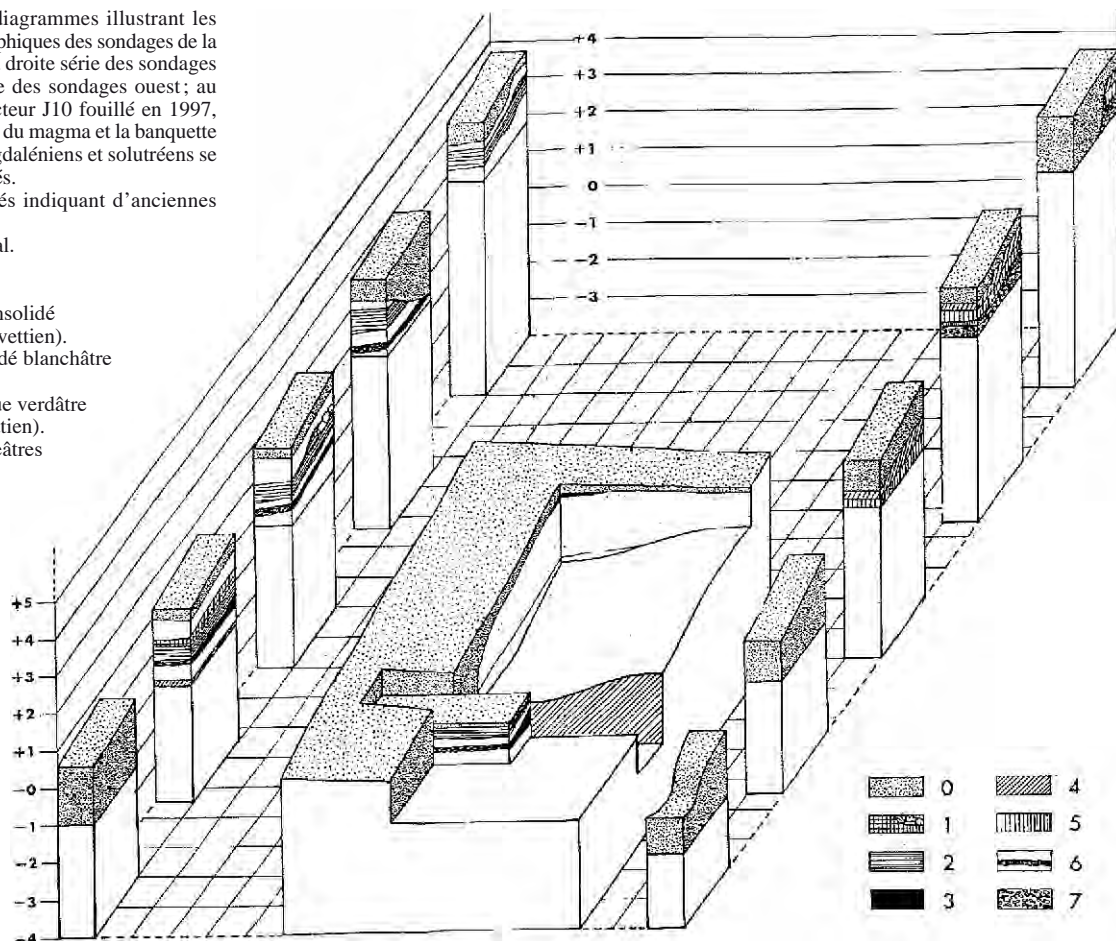 diagrammes illustrant les
phiques des sondages de la
droite série des sondages
e des sondages ouest; au
cteur J10 fouillé en 1997,
du magma et la banquette
gdaléniens et solutréens se
és.
és indiquant d'anciennes
al.
nsolidé
vettien).
dé blanchâtre
ue verdâtre
tien).
eâtres
+4
+3
+2
+1
0
-1
-2
-3
+5
+4
+3
+2
+1
-0
-1
-2
-3
-4
0
1
2
3
4
5
6
7